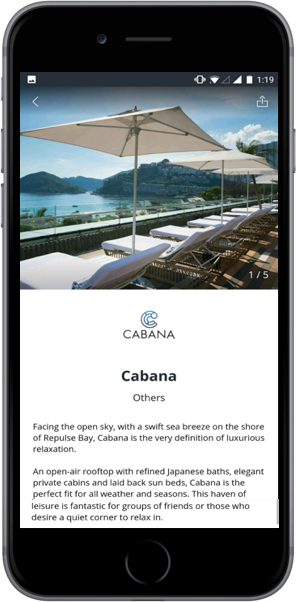 1:19
1 / 5
CABANA
Cabana
Others
Facing the open sky, with a swift sea breeze on the shore
of Repulse Bay, Cabana is the very definition of luxurious
relaxation.
An open-air rooftop with refined Japanese baths, elegant
private cabins and laid back sun beds, Cabana is the
perfect fit for all weather and seasons. This haven of
leisure is fantastic for groups of friends or those who
desire a quiet corner to relax in.